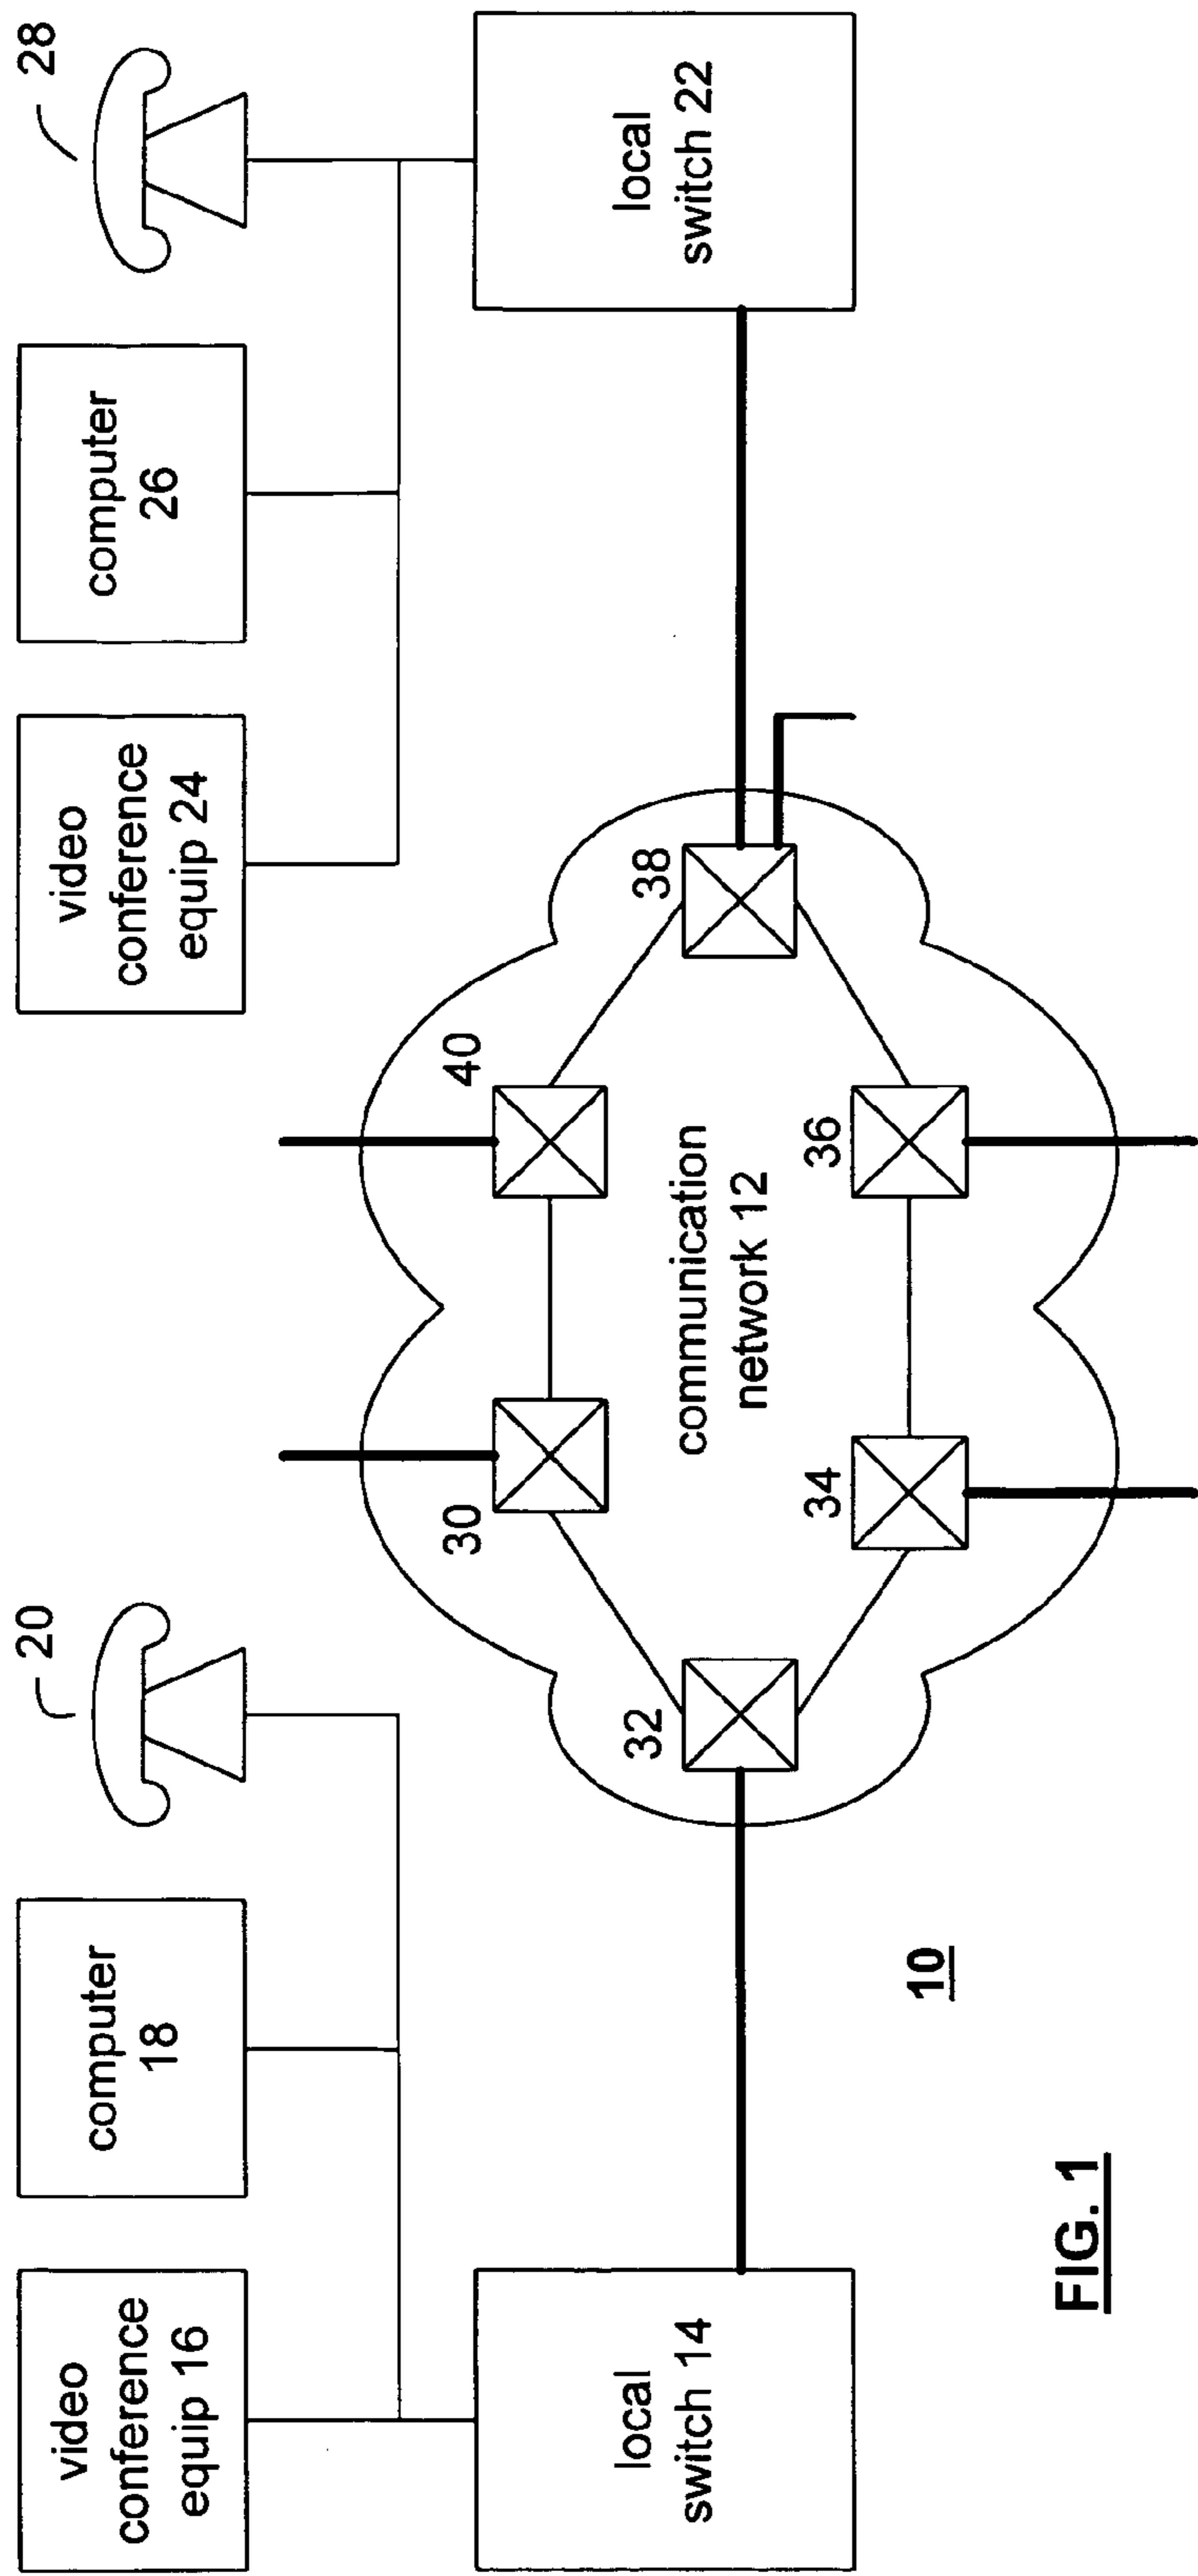 video
conference
equip 16
computer
18
20
video
conference
equip 24
computer
26
28
local
switch 14
30
40
32
communication
network 12
38
34
36
local
switch 22
10
FIG. 1